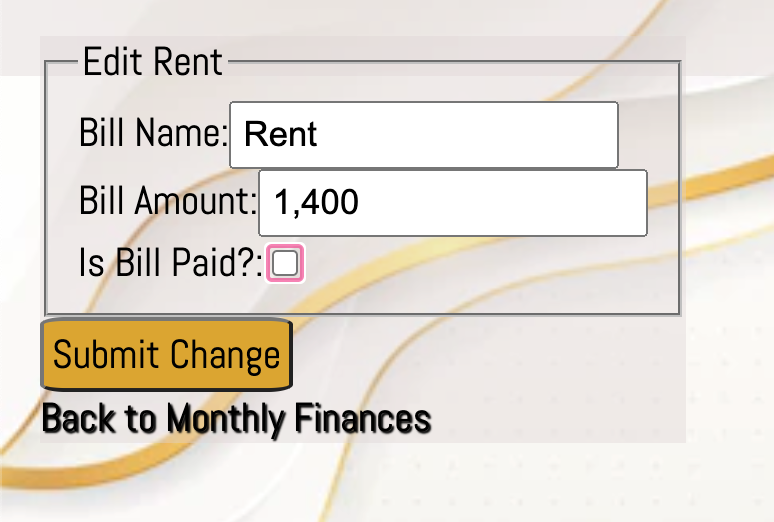 Edit Rent
Bill Name: Rent
Bill Amount: 1,400
Is Bill Paid?:
Submit Change
Back to Monthly Finances